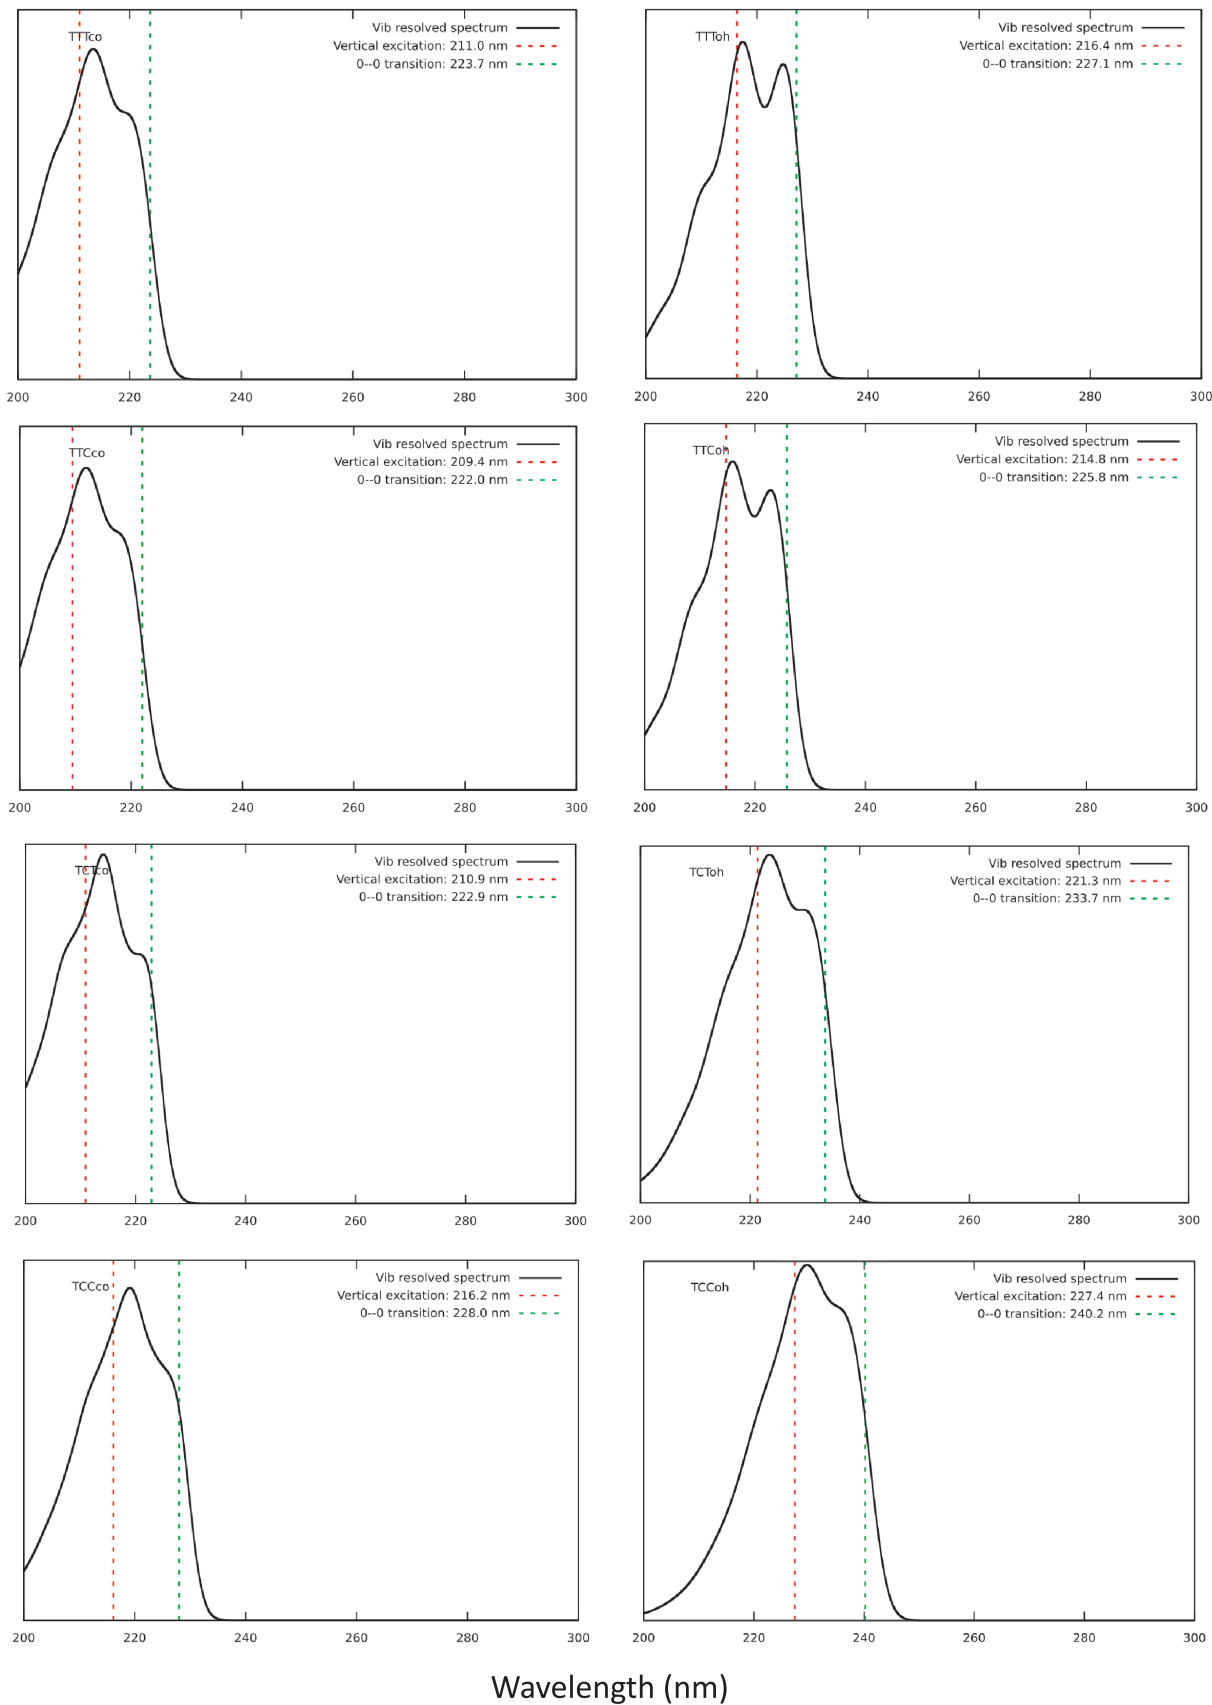 TTTco
Vib resolved spectrum
Vertical excitation: 211.0 nm
0--0 transition: 223.7 nm
200 220 240 260 280 300
TTToh
Vib resolved spectrum
Vertical excitation: 216.4 nm
0--0 transition: 227.1 nm
200 220 240 260 280 300
TTCco
Vib resolved spectrum
Vertical excitation: 209.4 nm
0--0 transition: 222.0 nm
200 220 240 260 280 300
TTCoh
Vib resolved spectrum
Vertical excitation: 214.8 nm
0--0 transition: 225.8 nm
200 220 240 260 280 300
TCTco
Vib resolved spectrum
Vertical excitation: 210.9 nm
0--0 transition: 222.9 nm
200 220 240 260 280 300
TCToh
Vib resolved spectrum
Vertical excitation: 221.3 nm
0--0 transition: 233.7 nm
200 220 240 260 280 300
TCCco
Vib resolved spectrum
Vertical excitation: 216.2 nm
0--0 transition: 228.0 nm
200 220 240 260 280 300
TCCoh
Vib resolved spectrum
Vertical excitation: 227.4 nm
0--0 transition: 240.2 nm
200 220 240 260 280 300
Wavelength (nm)